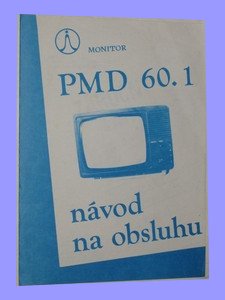 MONITOR
PMD 60.1
návod
na obsluhu